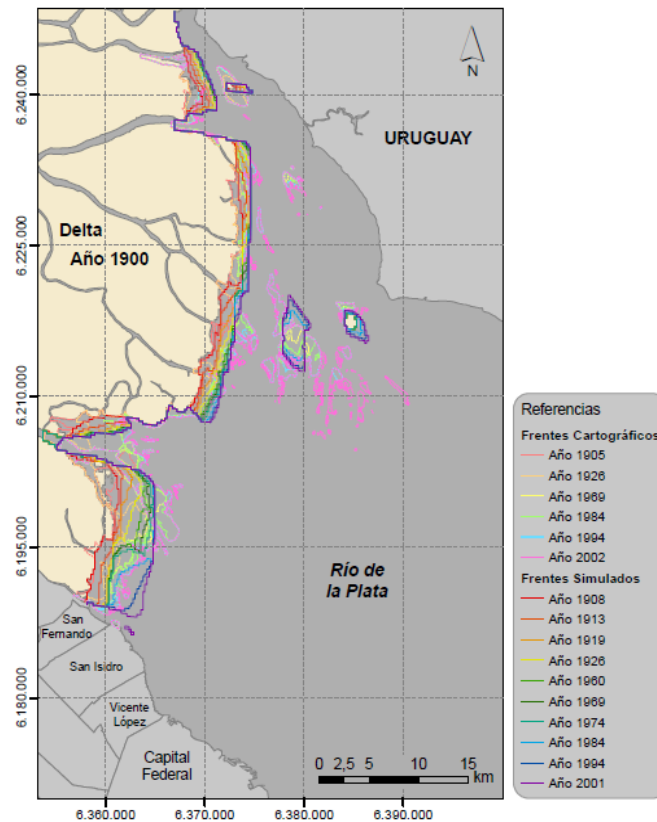 N
URUGUAY
Delta
Año 1900
Río de
la Plata
San
Fernando
San Isidro
Vicente
López
Capital
Federal
0 2,5 5 10 15
km
6.240.000
6.225.000
6.210.000
6.195.000
6.180.000
6.360.000 6.370.000 6.380.000 6.390.000
Referencias
Frentes Cartográficos
Año 1905
Año 1926
Año 1969
Año 1984
Año 1994
Año 2002
Frentes Simulados
Año 1908
Año 1913
Año 1919
Año 1926
Año 1960
Año 1969
Año 1974
Año 1984
Año 1994
Año 2001